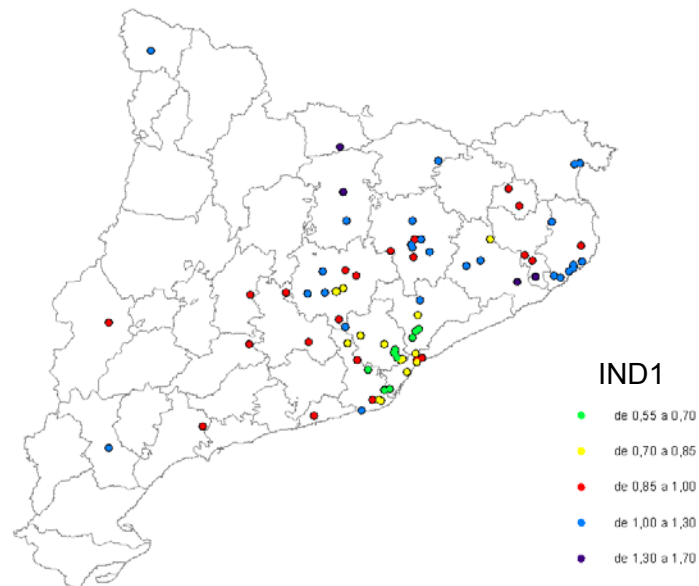 IND1
de 0,55 a 0,70
de 0,70 a 0,85
de 0,85 a 1,00
de 1,00 a 1,30
de 1,30 a 1,70